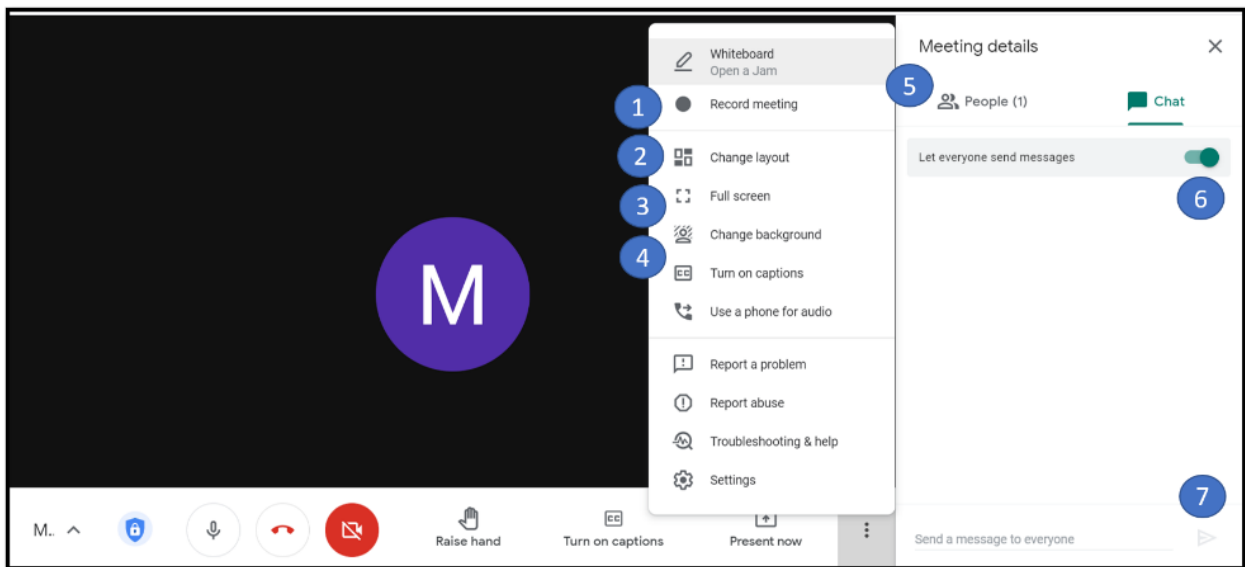 Whiteboard
Open a Jam
1 Record meeting
2 Change layout
3 Full screen
4 Change background
CC Turn on captions
Use a phone for audio
Report a problem
Report abuse
Troubleshooting & help
Settings
M
M..
Raise hand
CC
Turn on captions
Present now
Meeting details
5 People (1)
Chat
Let everyone send messages
6
7
Send a message to everyone